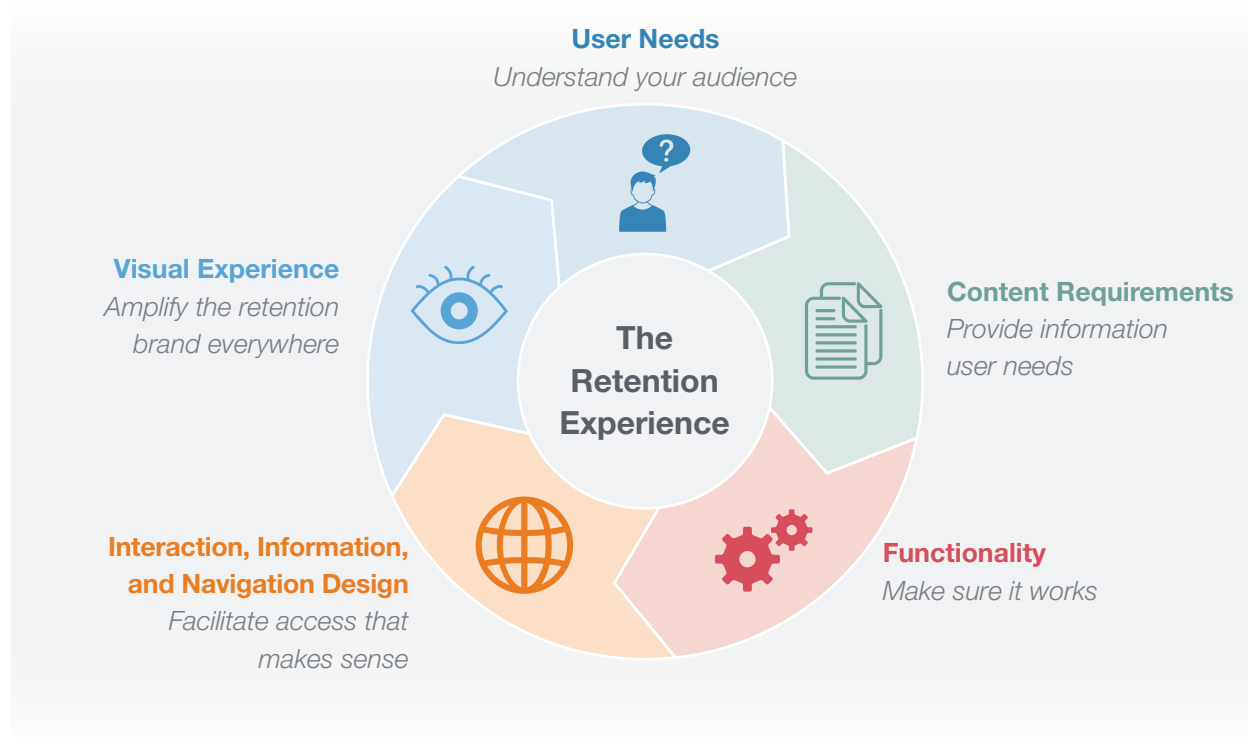 User Needs
Understand your audience
?
Visual Experience
Amplify the retention
brand everywhere
Content Requirements
Provide information
user needs
The
Retention
Experience
Interaction, Information,
and Navigation Design
Facilitate access that
makes sense
Functionality
Make sure it works